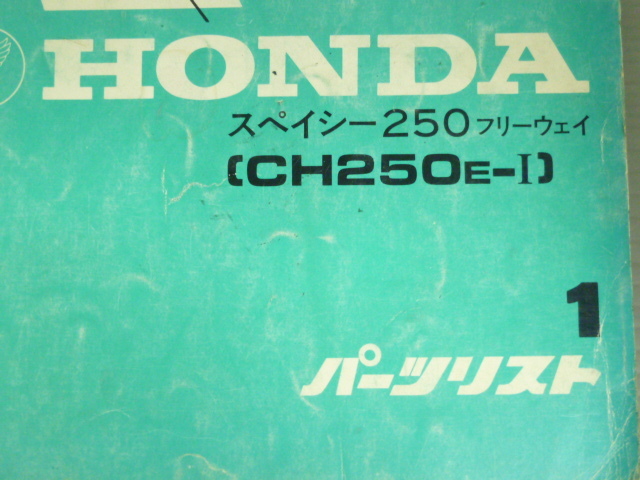 HONDA
スペイシー250フリーウェイ
(CH250E-I)
1
パーツリスト